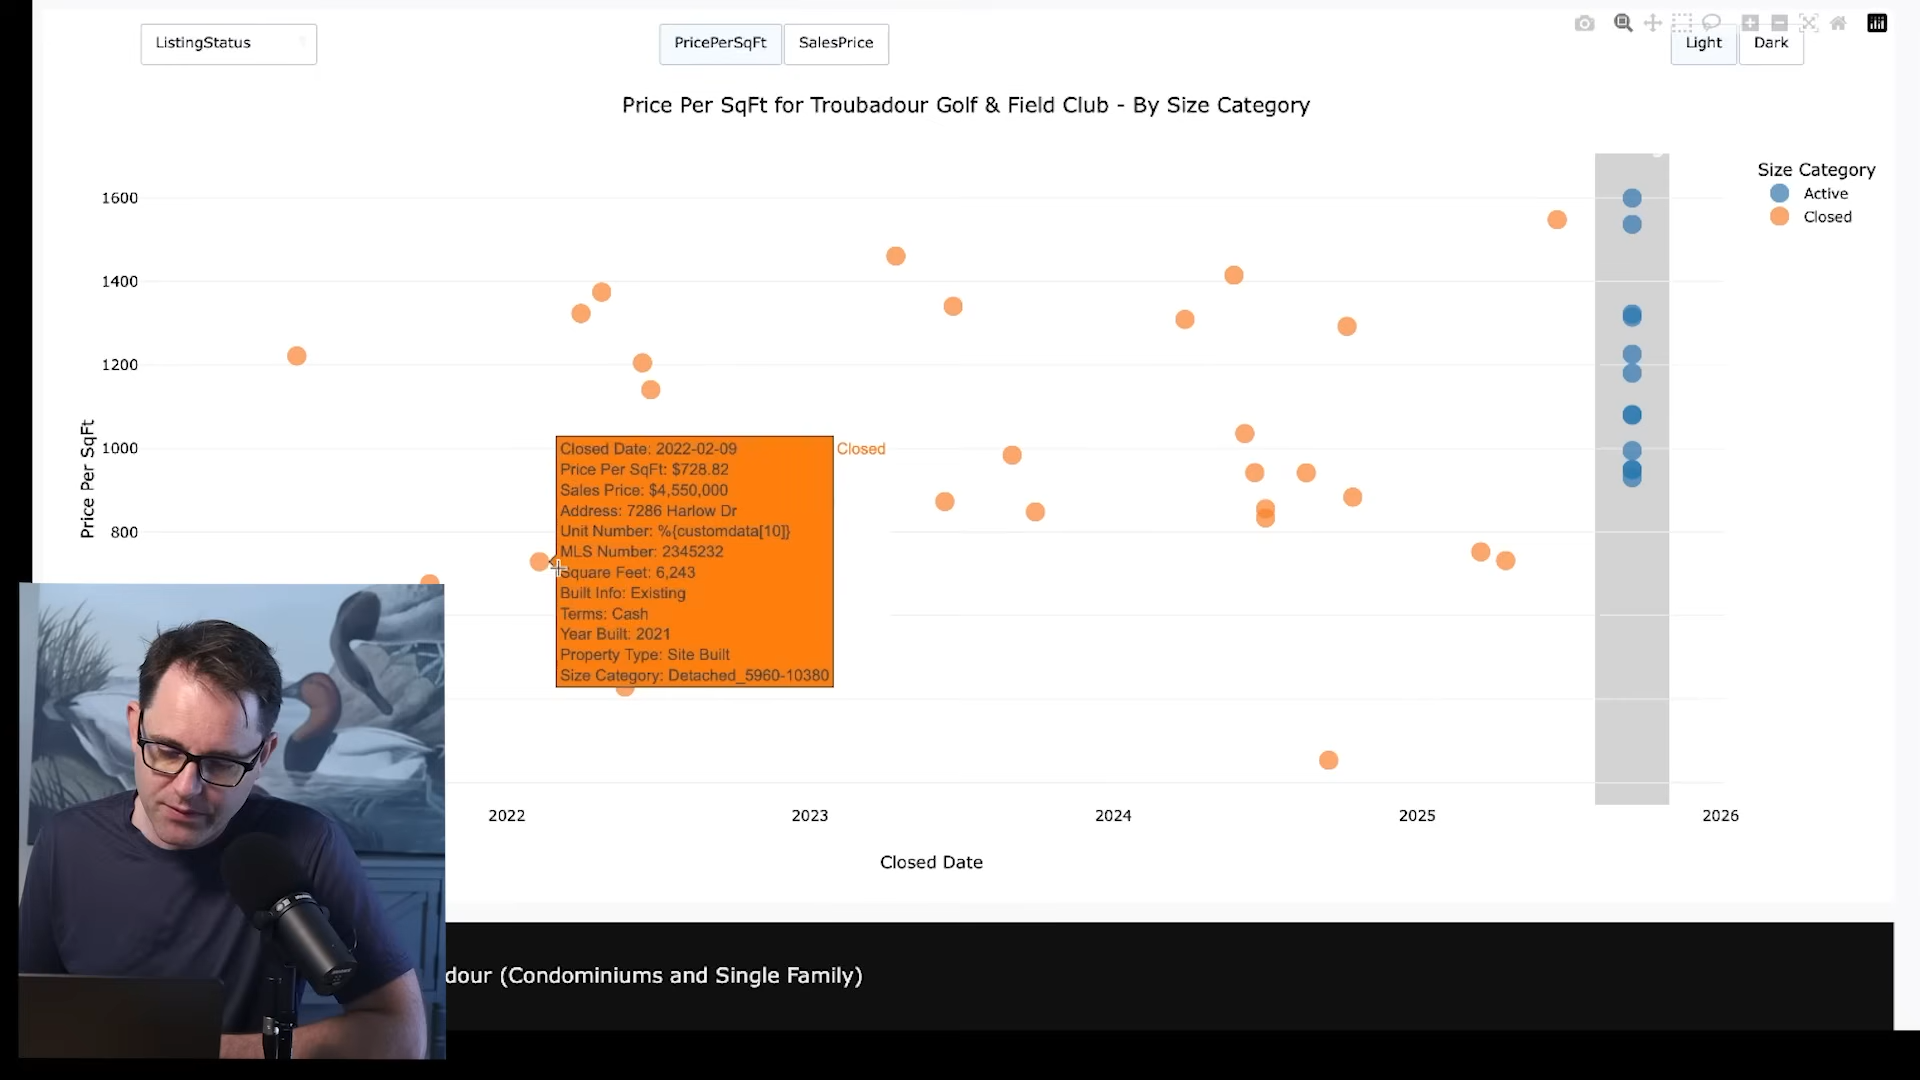 ListingStatus
PricePerSqFt
SalesPrice
Light
Dark
Price Per SqFt for Troubadour Golf & Field Club - By Size Category
Size Category
Active
Closed
1600
1400
1200
1000
800
Price Per SqFt
Closed Date: 2022-02-09
Price Per SqFt: $728.82
Sales Price: $4,550,000
Address: 7286 Harlow Dr
Unit Number: %{customdata[10]}
MLS Number: 2345232
Square Feet: 6,243
Built Info: Existing
Terms: Cash
Year Built: 2021
Property Type: Site Built
Size Category: Detached_5960-10380
Closed
2022
2023
2024
2025
2026
Closed Date
dour (Condominiums and Single Family)